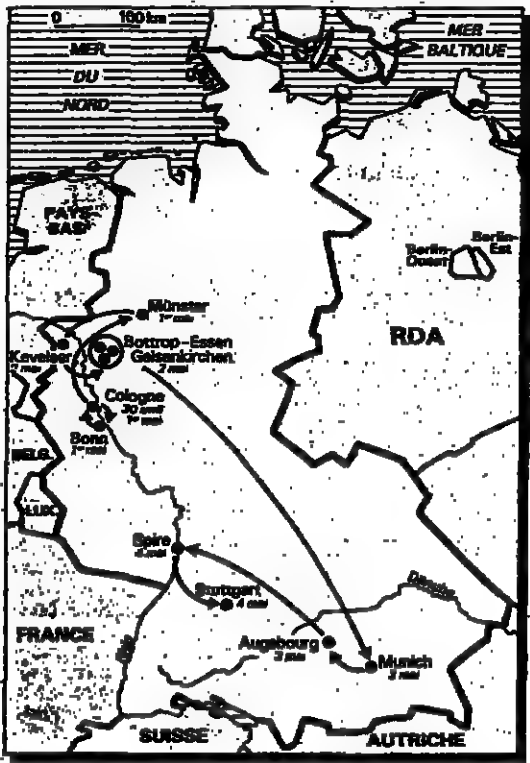 0 100 km
MER
DU
NORD
MER
BALTIQUE
PAYS-
BAS
Berlin-
Ouest
Berlin-
Est
RDA
Münster
1er mai
Kevelaer
2 mai
Bottrop-Essen
Gelsenkirchen
2 mai
Cologne
30 avril
1er mai
Bonn
1er mai
BELG.
LUX.
Spire
4 mai
Stuttgart
4 mai
Danube
FRANCE
Augsbourg
3 mai
Munich
3 mai
SUISSE
AUTRICHE